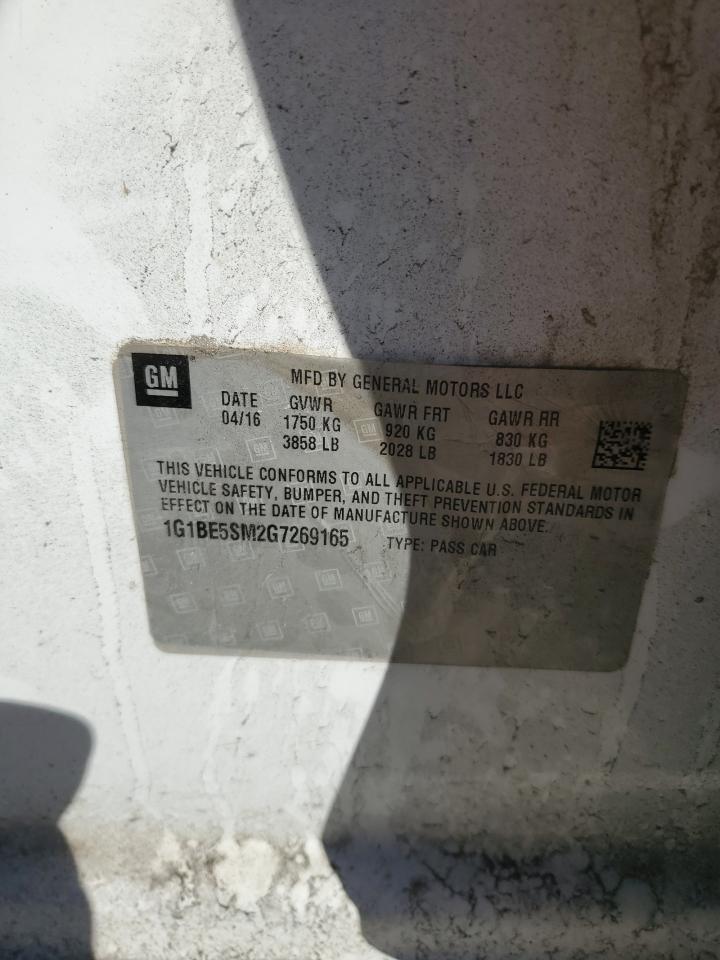 GM
MFD BY GENERAL MOTORS LLC
DATE GVWR GAWR FRT GAWR RR
04/16 1750 KG 920 KG 830 KG
3858 LB 2028 LB 1830 LB
THIS VEHICLE CONFORMS TO ALL APPLICABLE U.S. FEDERAL MOTOR
VEHICLE SAFETY, BUMPER, AND THEFT PREVENTION STANDARDS IN
EFFECT ON THE DATE OF MANUFACTURE SHOWN ABOVE.
1G1BE5SM2G7269165 TYPE: PASS CAR